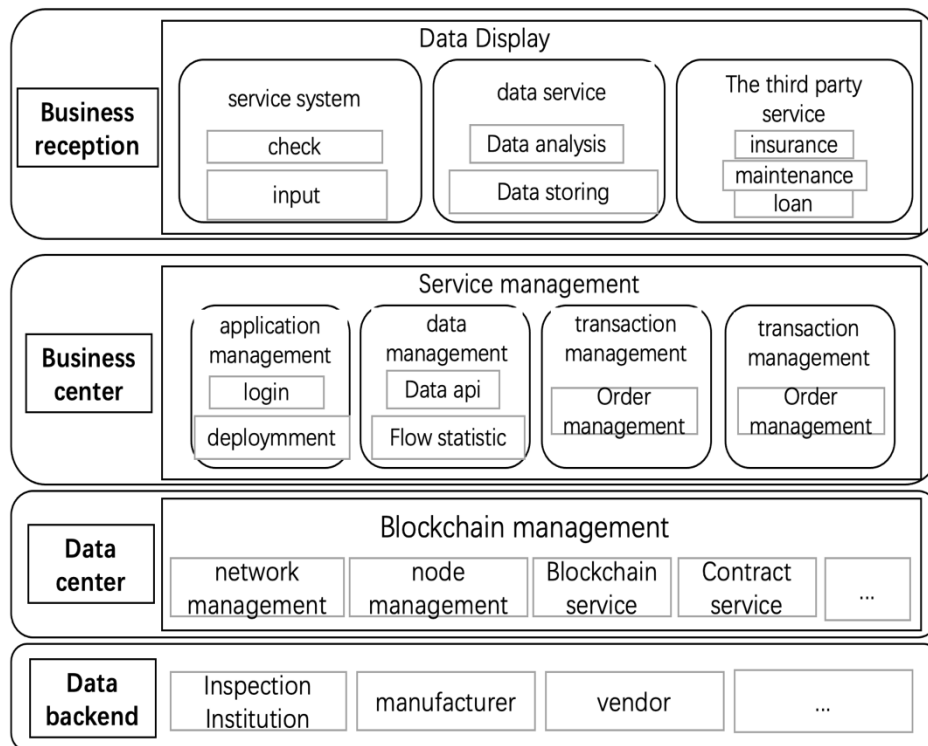 Data Display
Business
reception
service system
check
input
data service
Data analysis
Data storing
The third party
service
insurance
maintenance
loan
Service management
Business
center
application
management
login
deploymment
data
management
Data api
Flow statistic
transaction
management
Order
management
transaction
management
Order
management
Blockchain management
Data
center
network
management
node
management
Blockchain
service
Contract
service
...
Data
backend
Inspection
Institution
manufacturer
vendor
...